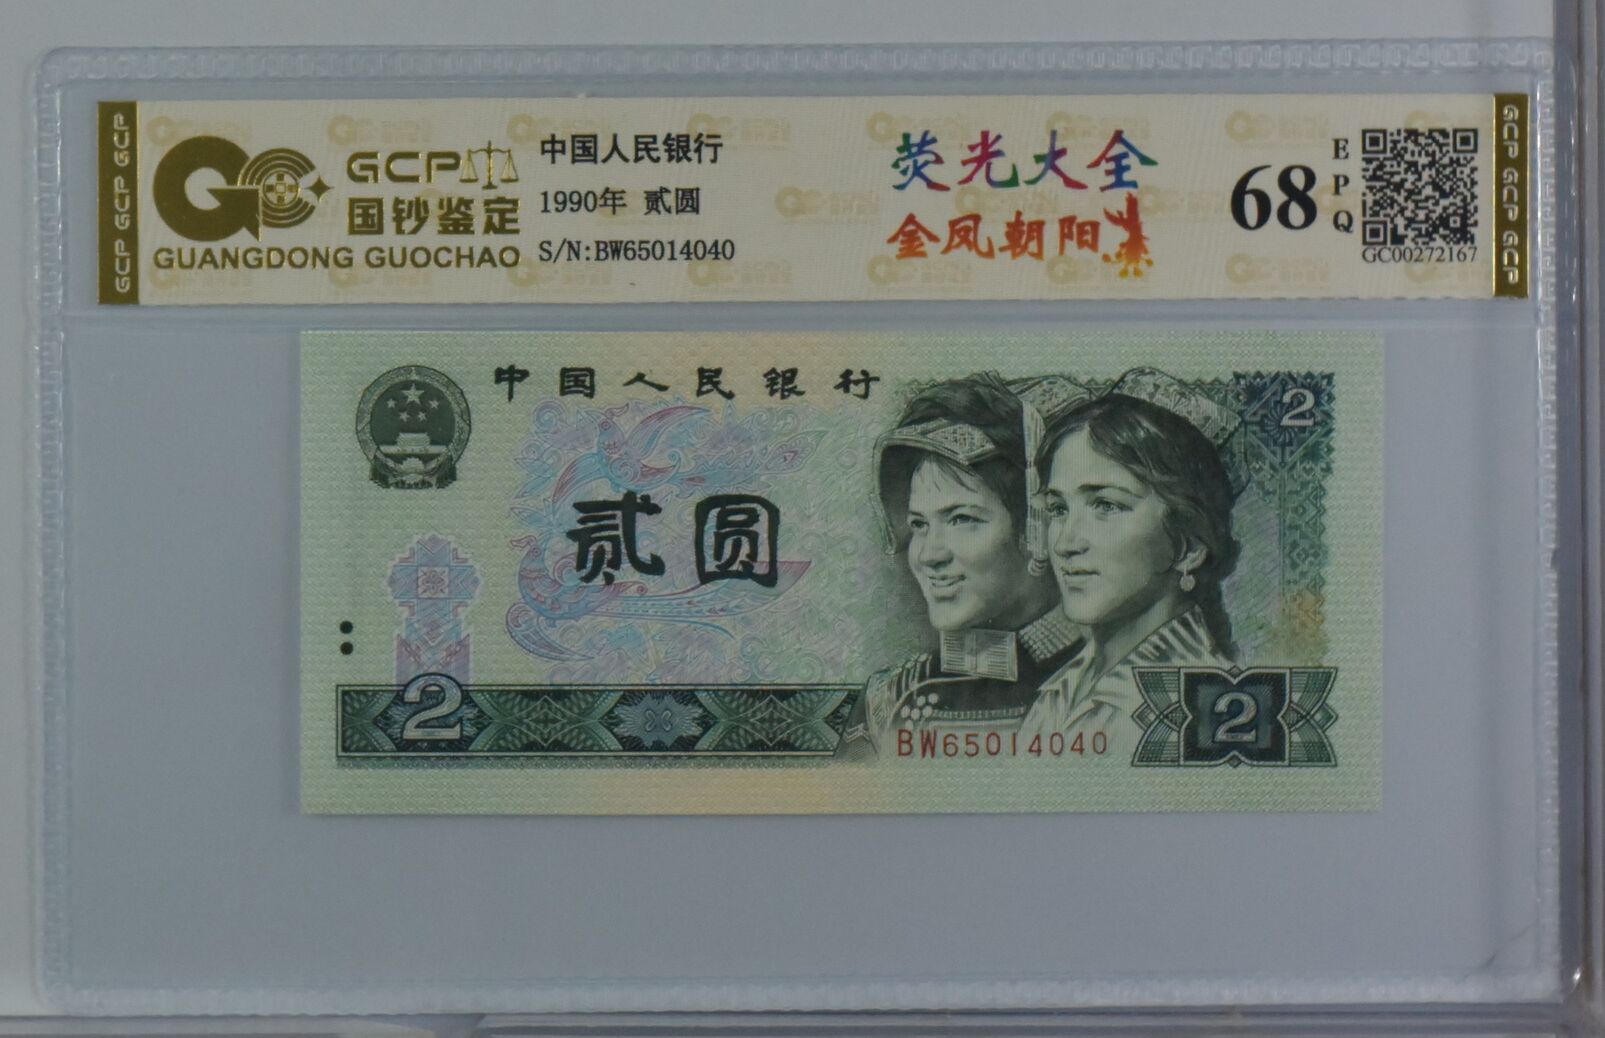 GCP GCP GCP
GCP
国钞鉴定
GUANGDONG GUOCHAO
中国人民银行
1990年 贰圆
S/N:BW65014040
荧光大全
金凤朝阳
68
EPQ
GC00272167
GCP GCP GCP
中国人民银行
2
贰圆
2
BW65014040
2